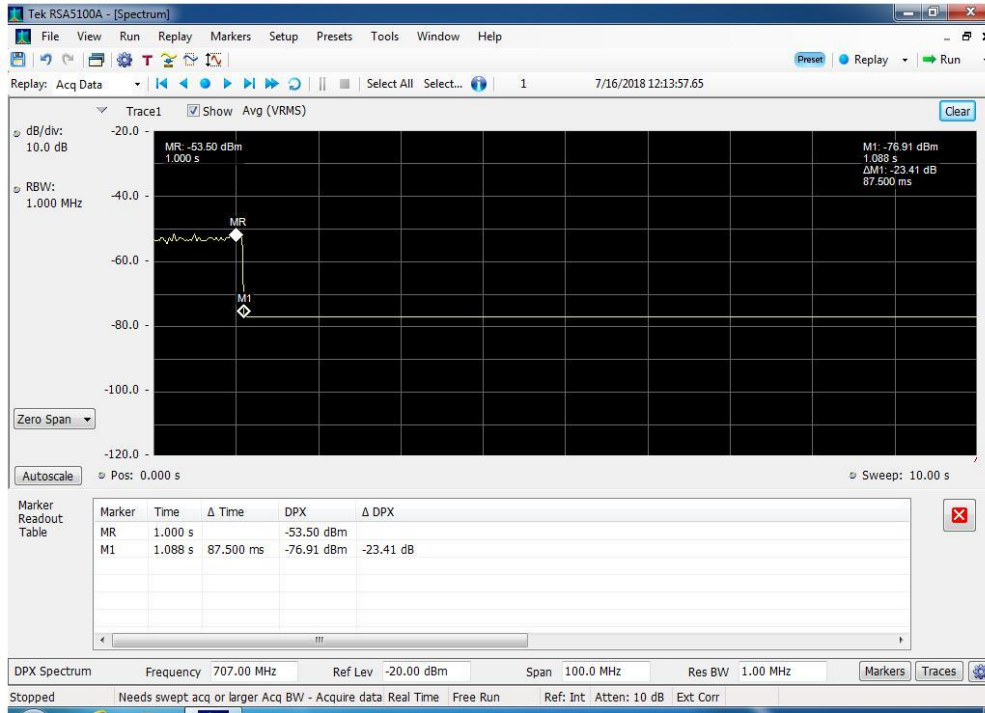 Tek RSA5100A - [Spectrum]
File View Run Replay Markers Setup Presets Tools Window Help
T Preset Replay Run
Replay: Acq Data Select All Select... 1 7/16/2018 12:13:57.65
Trace1 Show Avg (VRMS) Clear
dB/div:
10.0 dB
RBW:
1.000 MHz
-20.0 -
-40.0 -
-60.0 -
-80.0 -
-100.0 -
-120.0 -
MR: -53.50 dBm
1.000 s
M1: -76.91 dBm
1.088 s
ΔM1: -23.41 dB
87.500 ms
MR
M1
Zero Span
Autoscale Pos: 0.000 s Sweep: 10.00 s
Marker
Readout
Table
Marker Time Δ Time DPX Δ DPX
MR 1.000 s -53.50 dBm
M1 1.088 s 87.500 ms -76.91 dBm -23.41 dB
DPX Spectrum Frequency 707.00 MHz Ref Lev -20.00 dBm Span 100.0 MHz Res BW 1.00 MHz Markers Traces
Stopped Needs swept acq or larger Acq BW - Acquire data Real Time Free Run Ref: Int Atten: 10 dB Ext Corr